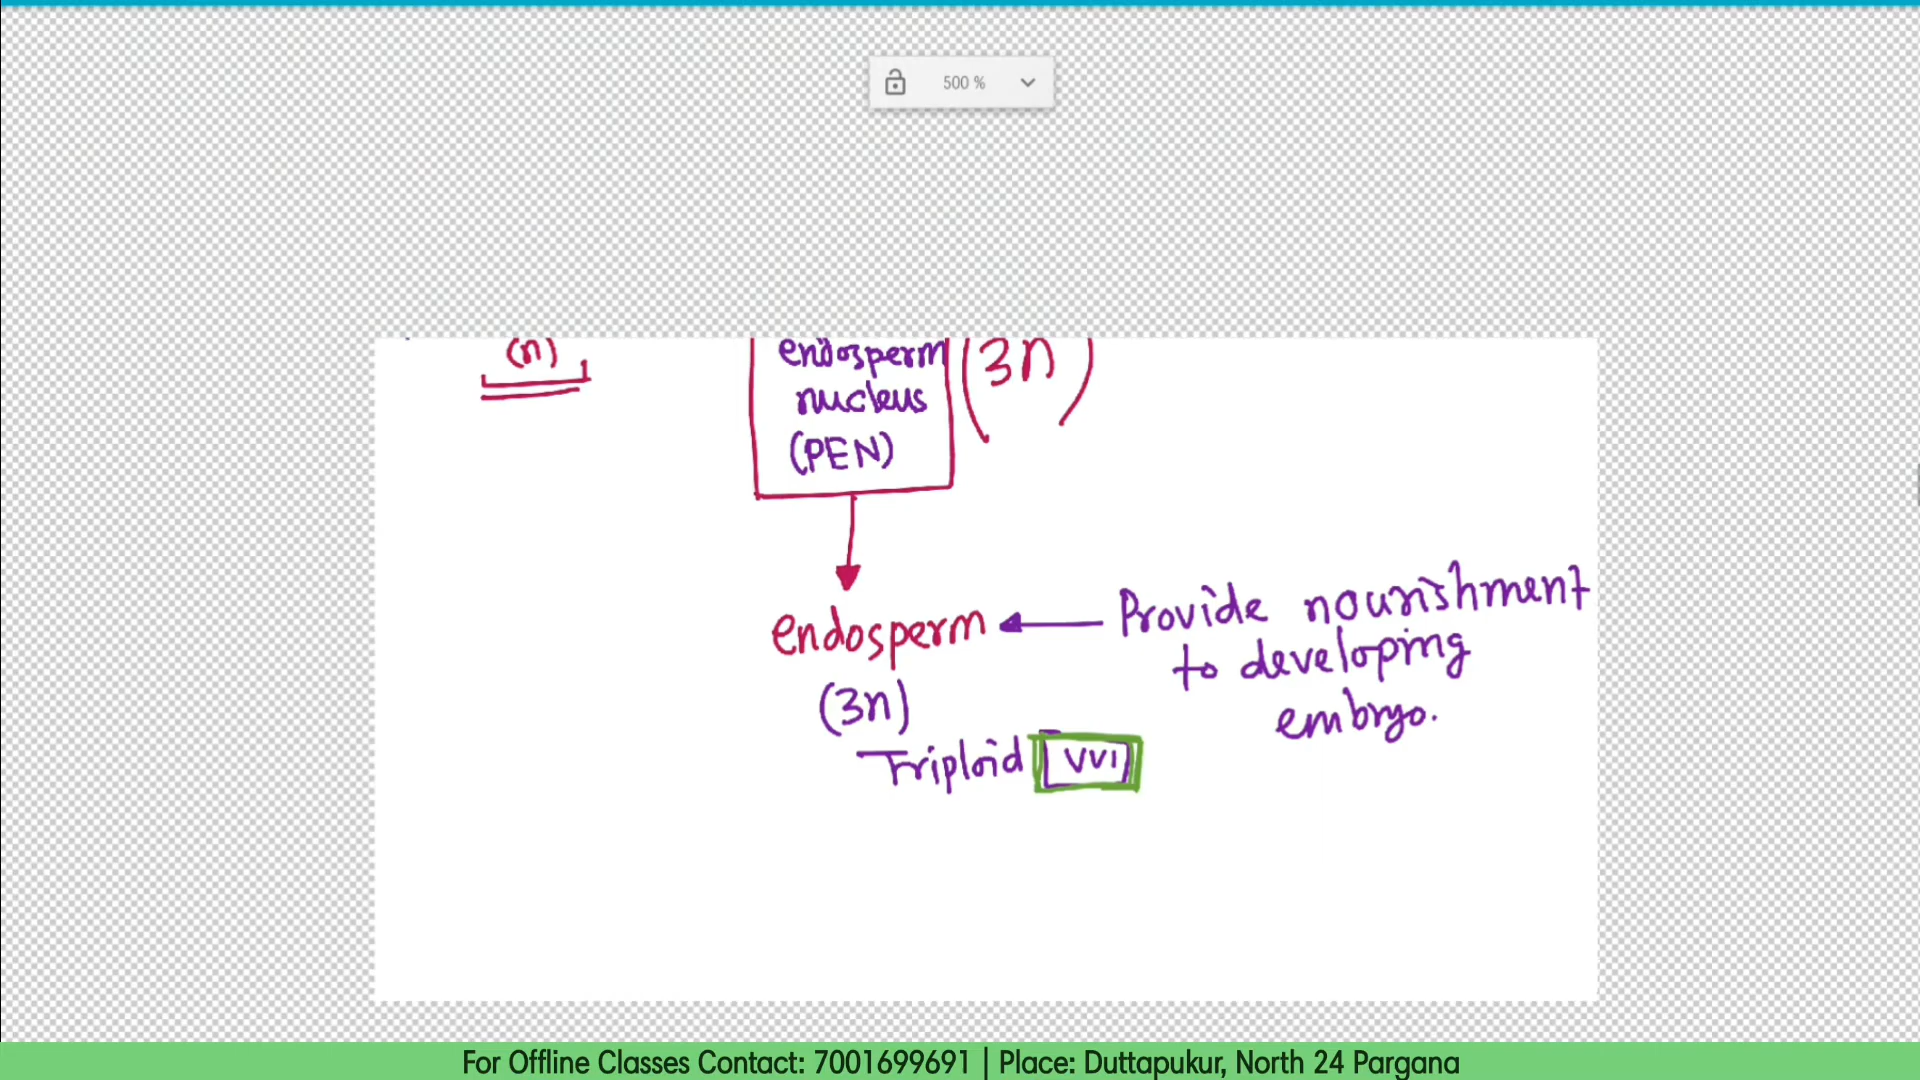 500 %
(n)
endosperm (3n)
nucleus
(PEN)
endosperm ← Provide nourishment
to developing
embryo.
(3n)
Triploid VVI
For Offline Classes Contact: 7001699691 | Place: Duttapukur, North 24 Pargana